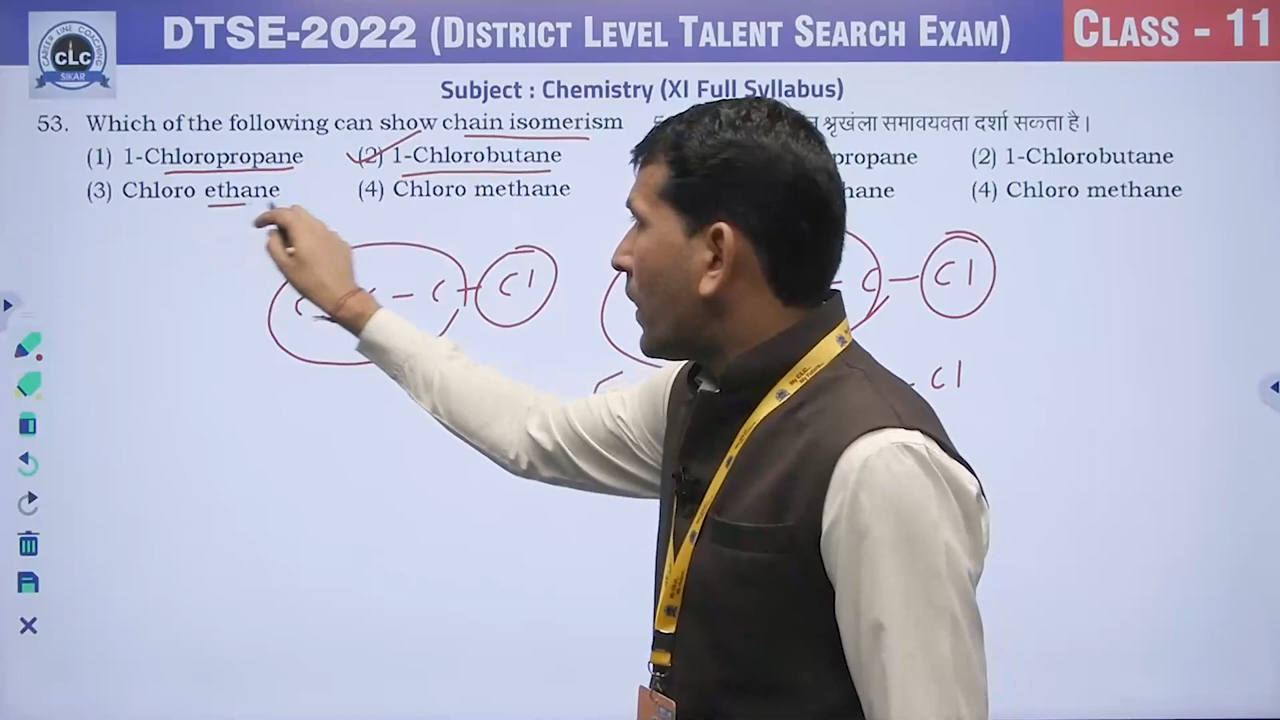 CAREER LINE COACHING
CLC
SIKAR
DTSE-2022 (DISTRICT LEVEL TALENT SEARCH EXAM)
CLASS - 11
Subject : Chemistry (XI Full Syllabus)
53. Which of the following can show chain isomerism
(1) 1-Chloropropane (2) 1-Chlorobutane
(3) Chloro ethane (4) Chloro methane
श्रृंखला समावयवता दर्शा सकता है।
propane (2) 1-Chlorobutane
hane (4) Chloro methane
– C – Cl
C – Cl
Cl